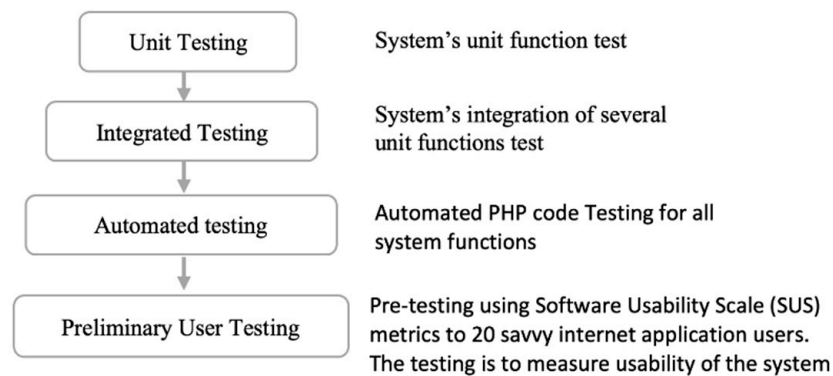 Unit Testing
System's unit function test
Integrated Testing
System's integration of several
unit functions test
Automated testing
Automated PHP code Testing for all
system functions
Preliminary User Testing
Pre-testing using Software Usability Scale (SUS)
metrics to 20 savvy internet application users.
The testing is to measure usability of the system